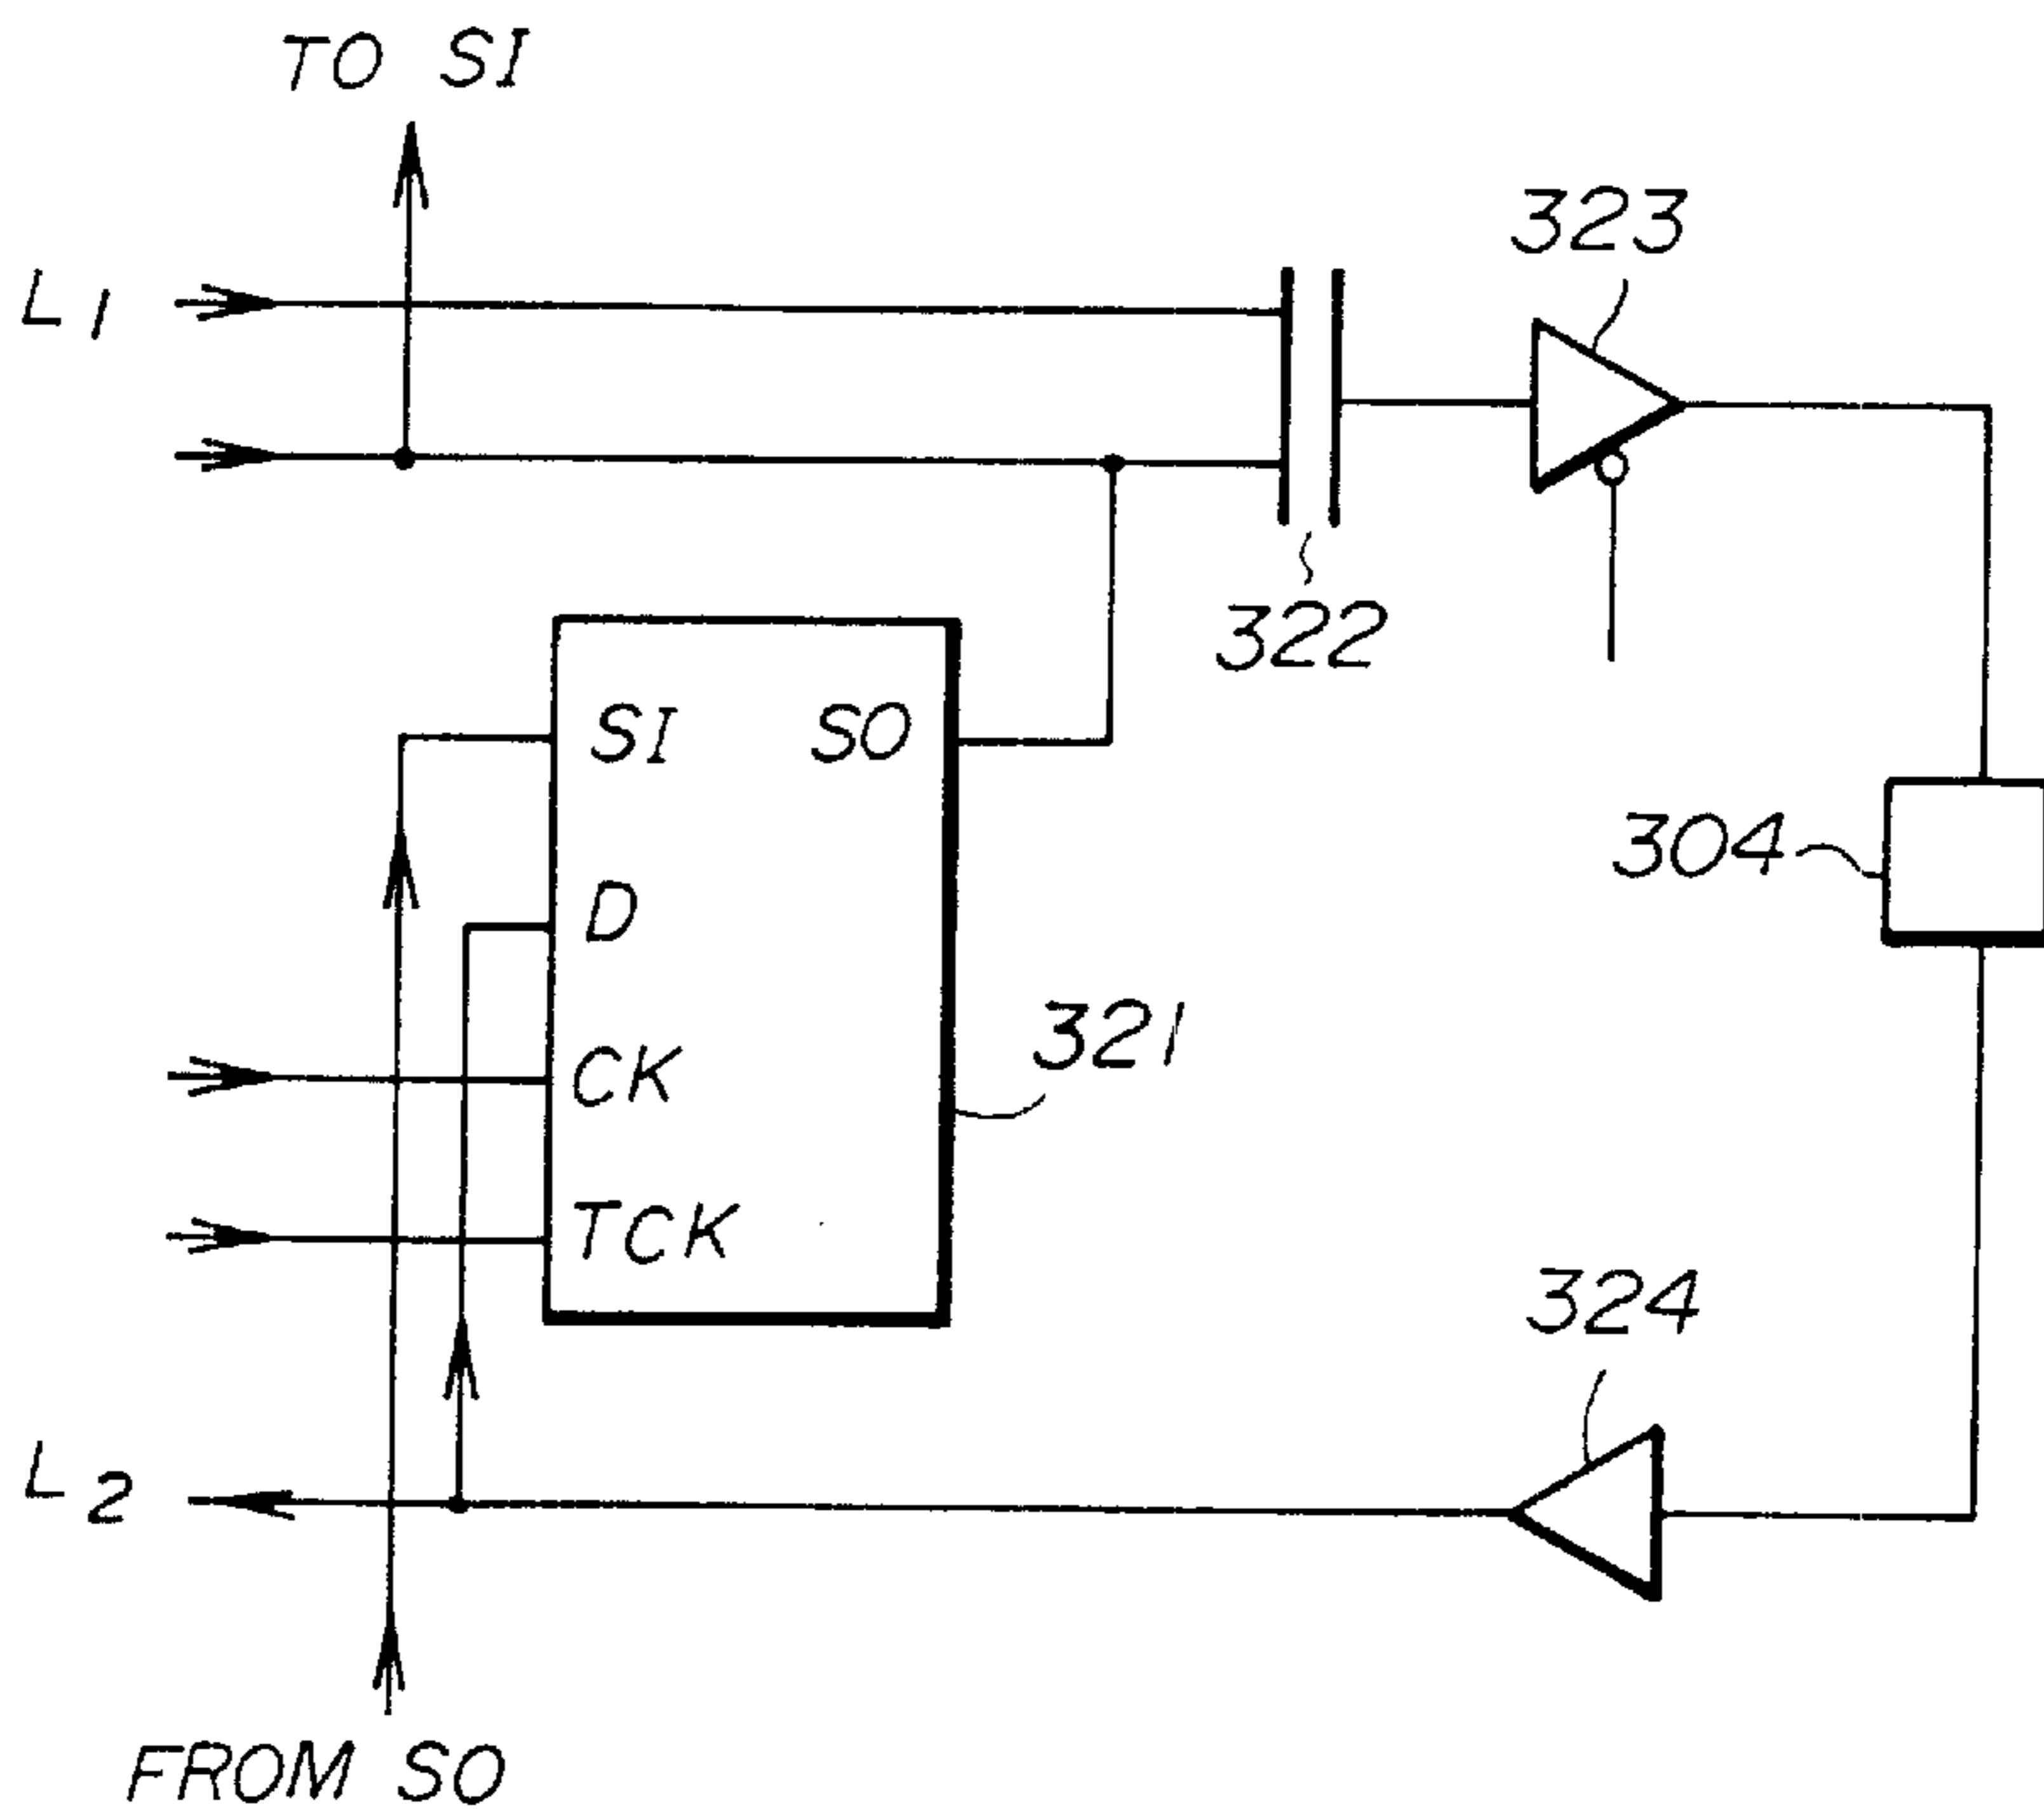 TO SI
323
L1
322
SI SO
304
D
321
CK
TCK
324
L2
FROM SO